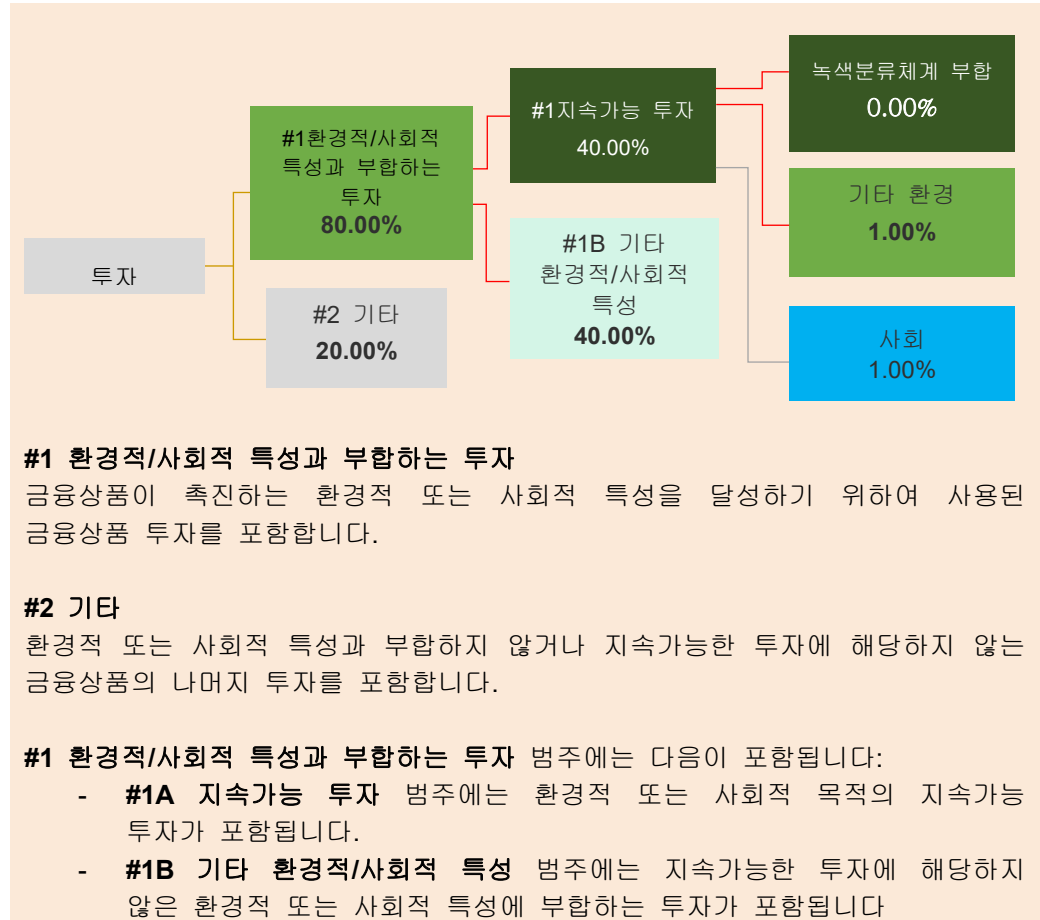 투자
#1환경적/사회적
특성과 부합하는
투자
80.00%
#2 기타
20.00%
#1지속가능 투자
40.00%
#1B 기타
환경적/사회적
특성
40.00%
녹색분류체계 부합
0.00%
기타 환경
1.00%
사회
1.00%
#1 환경적/사회적 특성과 부합하는 투자
금융상품이 촉진하는 환경적 또는 사회적 특성을 달성하기 위하여 사용된
금융상품 투자를 포함합니다.
#2 기타
환경적 또는 사회적 특성과 부합하지 않거나 지속가능한 투자에 해당하지 않는
금융상품의 나머지 투자를 포함합니다.
#1 환경적/사회적 특성과 부합하는 투자 범주에는 다음이 포함됩니다:
- #1A 지속가능 투자 범주에는 환경적 또는 사회적 목적의 지속가능
투자가 포함됩니다.
- #1B 기타 환경적/사회적 특성 범주에는 지속가능한 투자에 해당하지
않은 환경적 또는 사회적 특성에 부합하는 투자가 포함됩니다